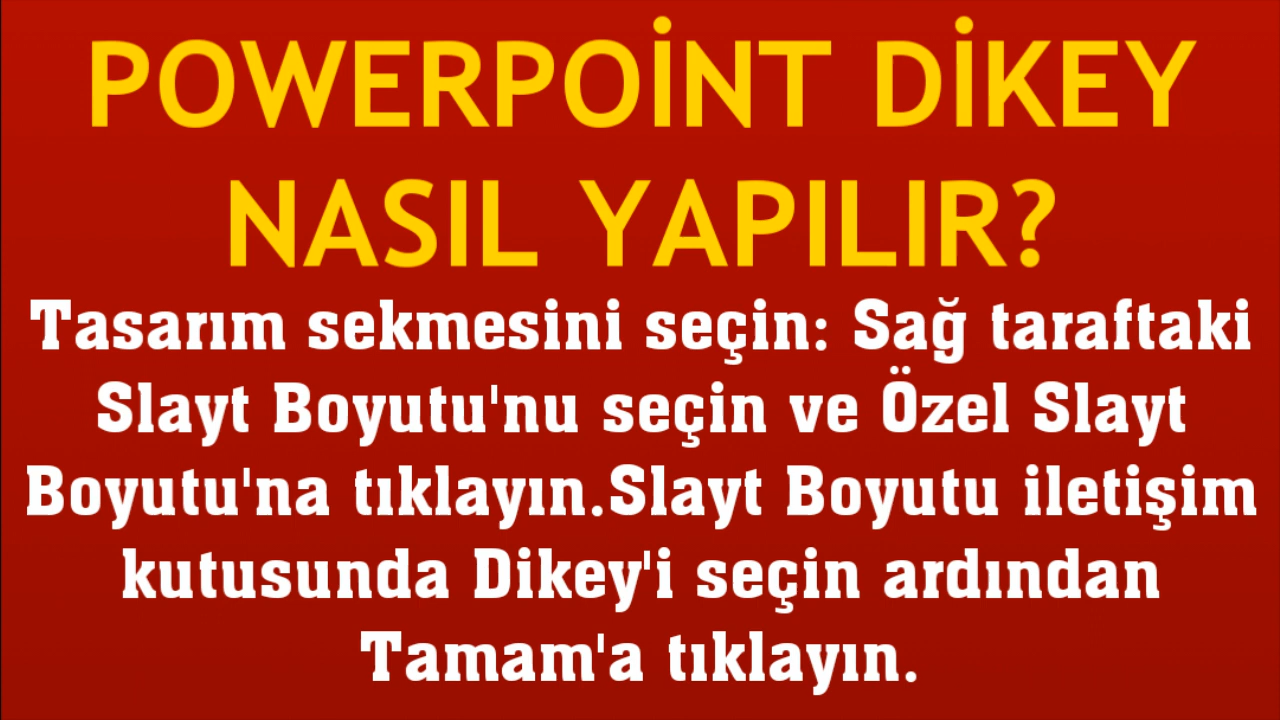 POWERPOİNT DİKEY
NASIL YAPILIR?
Tasarım sekmesini seçin: Sağ taraftaki
Slayt Boyutu'nu seçin ve Özel Slayt
Boyutu'na tıklayın.Slayt Boyutu iletişim
kutusunda Dikey'i seçin ardından
Tamam'a tıklayın.